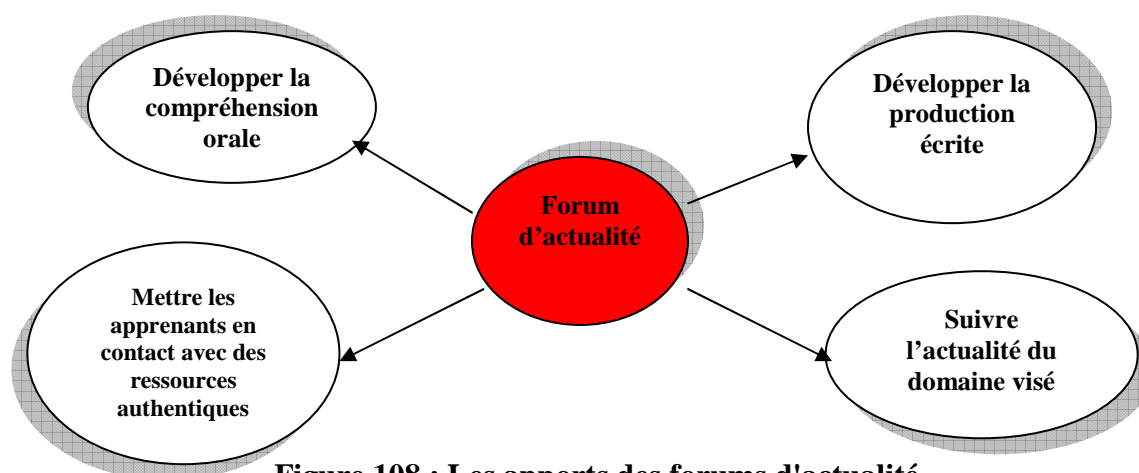 Développer la
compréhension
orale
Développer la
production
écrite
Forum
d’actualité
Mettre les
apprenants en
contact avec des
ressources
authentiques
Suivre
l’actualité du
domaine visé
Figure 108 : Les apports des forums d'actualité